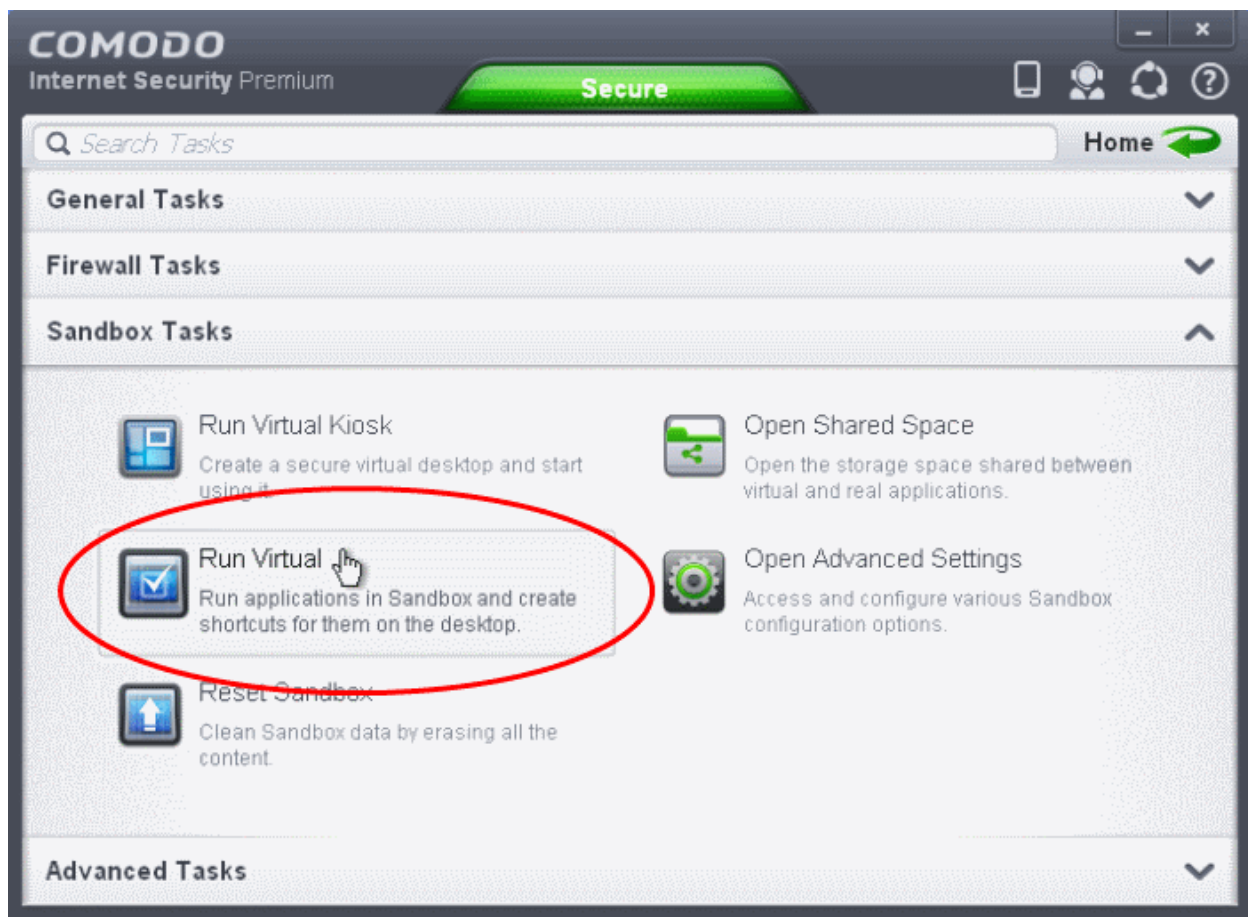 COMODO
Internet Security Premium
Secure
Search Tasks
Home
General Tasks
Firewall Tasks
Sandbox Tasks
Run Virtual Kiosk
Create a secure virtual desktop and start
using it.
Open Shared Space
Open the storage space shared between
virtual and real applications.
Run Virtual
Run applications in Sandbox and create
shortcuts for them on the desktop.
Open Advanced Settings
Access and configure various Sandbox
configuration options.
Reset Sandbox
Clean Sandbox data by erasing all the
content.
Advanced Tasks